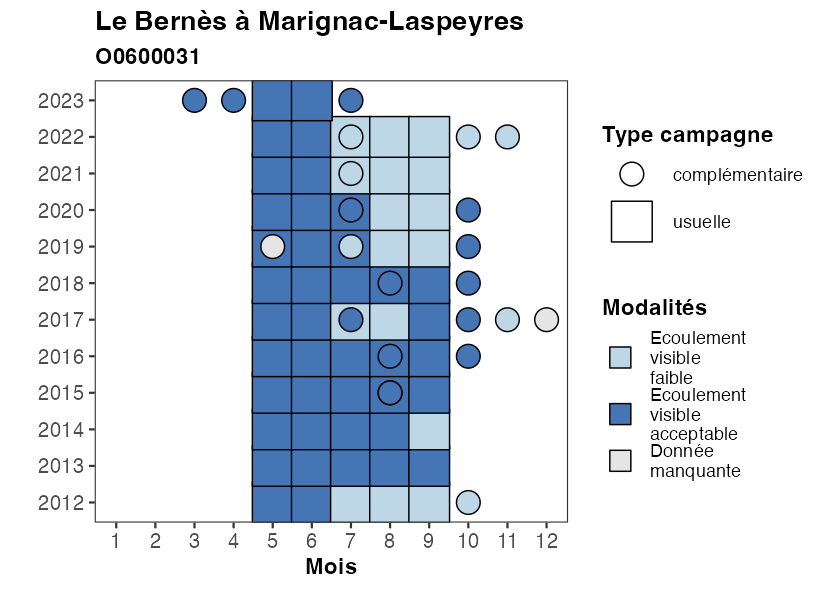 Le Bernès à Marignac-Laspeyres
O0600031
2023
2022
2021
2020
2019
2018
2017
2016
2015
2014
2013
2012
1 2 3 4 5 6 7 8 9 10 11 12
Mois
Type campagne
complémentaire
usuelle
Modalités
Ecoulement
visible
faible
Ecoulement
visible
acceptable
Donnée
manquante